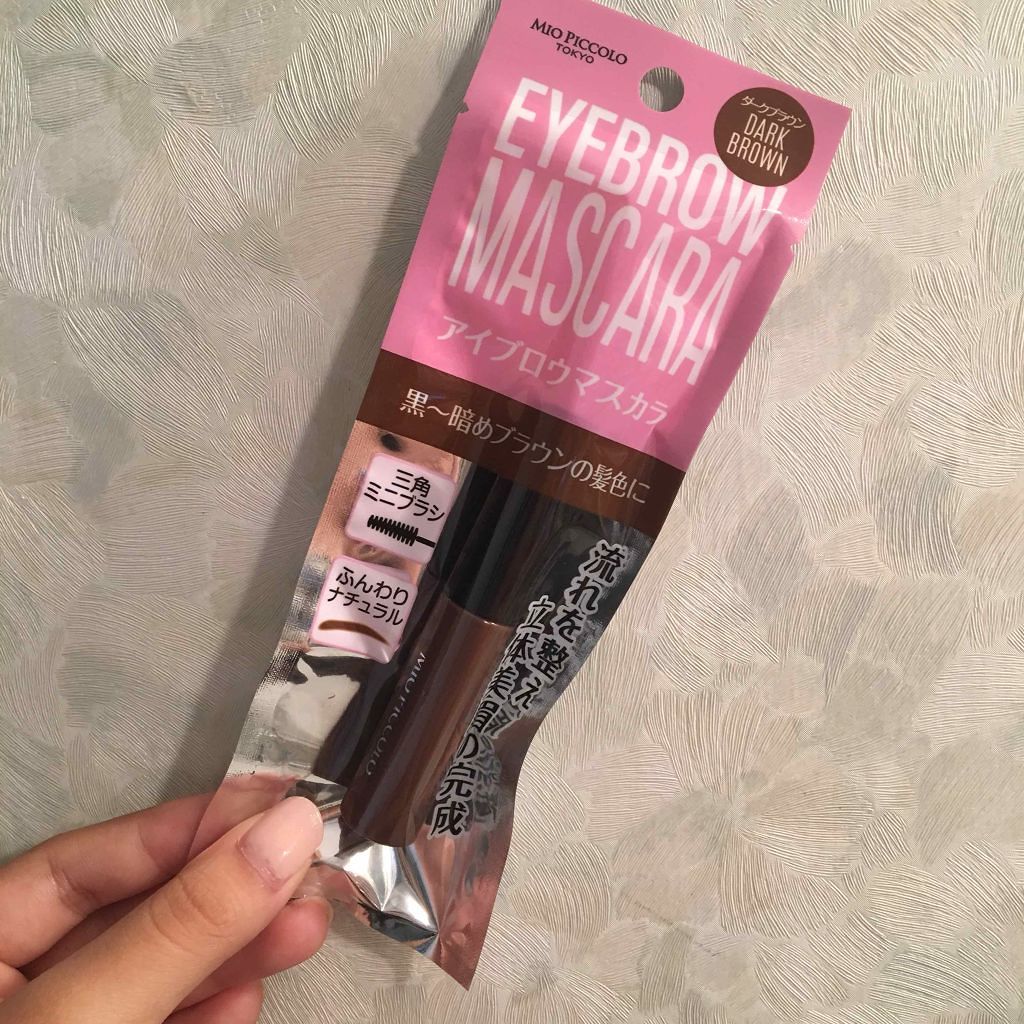 MIO PICCOLO
TOKYO
ダークブラウン
DARK
BROWN
EYEBROW
MASCARA
アイブロウマスカラ
黒〜暗めブラウンの髪色に
三角
ミニブラシ
ふんわり
ナチュラル
流れを整え
立体美眉の完成
MIO PICCOLO